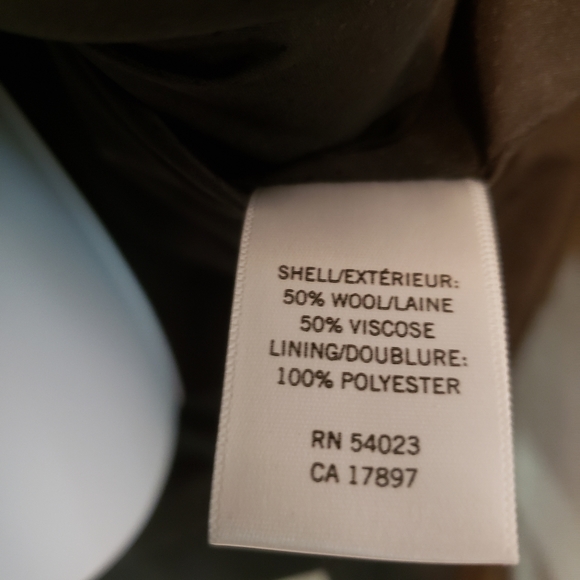 SHELL/EXTÉRIEUR:
50% WOOL/LAINE
50% VISCOSE
LINING/DOUBLURE:
100% POLYESTER
RN 54023
CA 17897